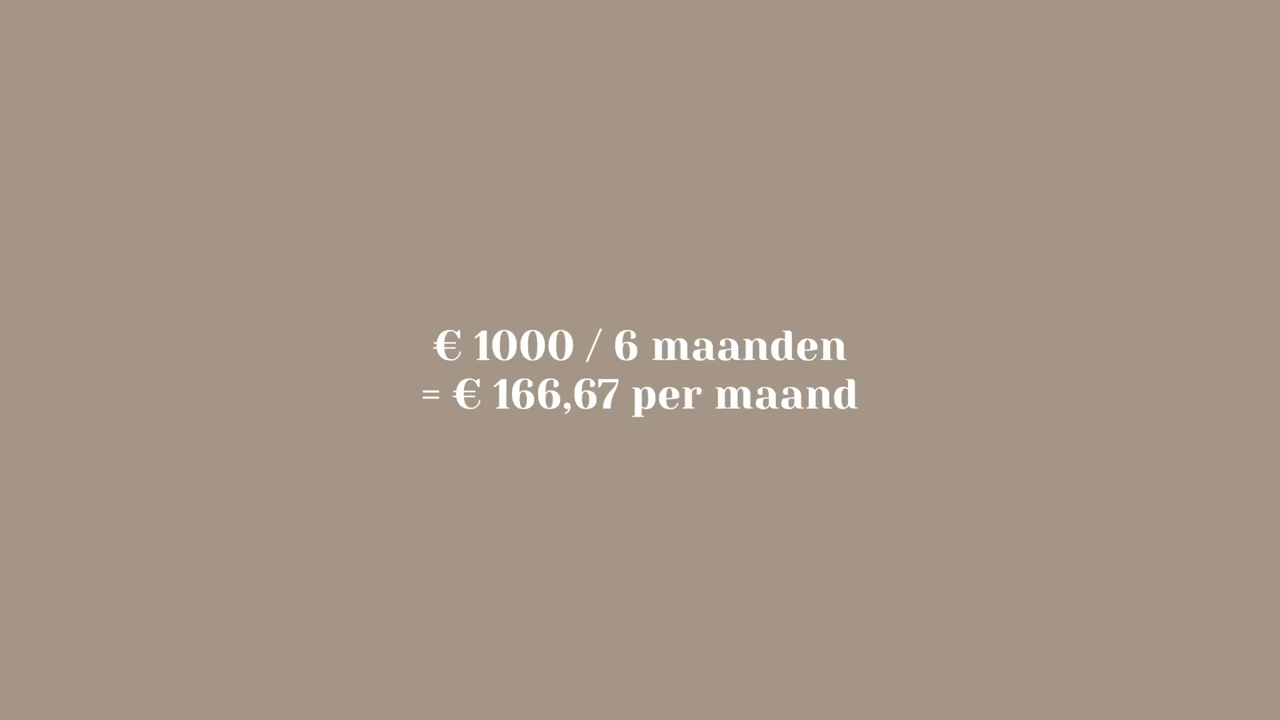 € 1000 / 6 maanden
= € 166,67 per maand